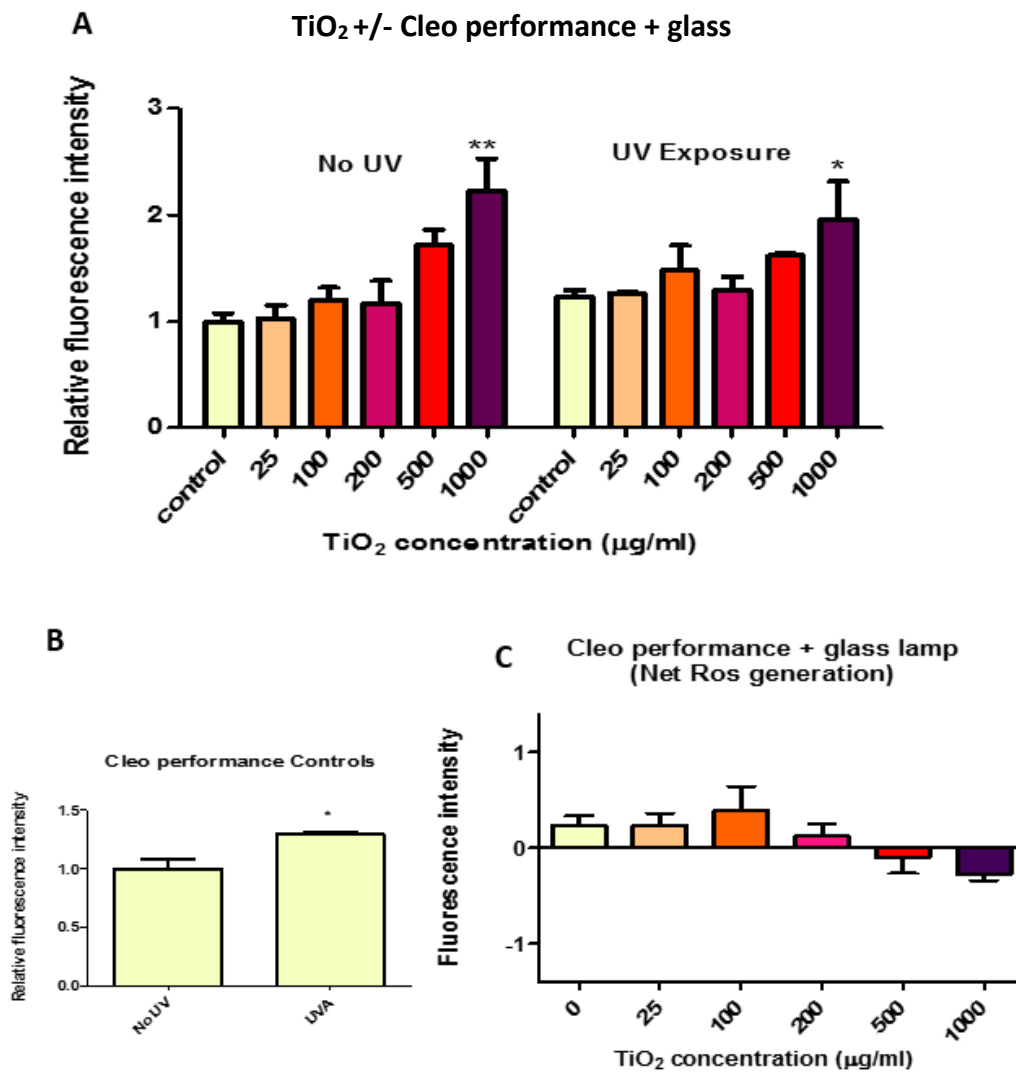 A
TiO₂ +/- Cleo performance + glass
Relative fluorescence intensity
3
2
1
0
No UV
UV Exposure
**
*
control 25 100 200 500 1000 control 25 100 200 500 1000
TiO₂ concentration (µg/ml)
B
Cleo performance Controls
Relative fluorescence intensity
1.5
1.0
0.5
0.0
*
No UV UVA
C
Cleo performance + glass lamp
(Net Ros generation)
Fluorescence intensity
1
0
-1
0 25 100 200 500 1000
TiO₂ concentration (µg/ml)